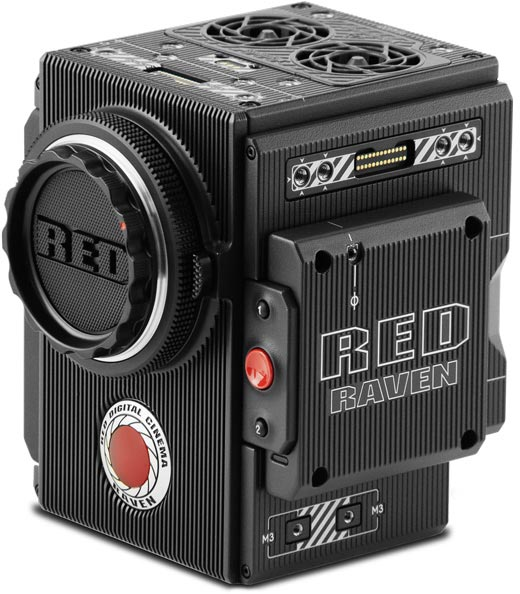 RED
1
RED
RAVEN
2
RED DIGITAL CINEMA
RAVEN
M3
M3